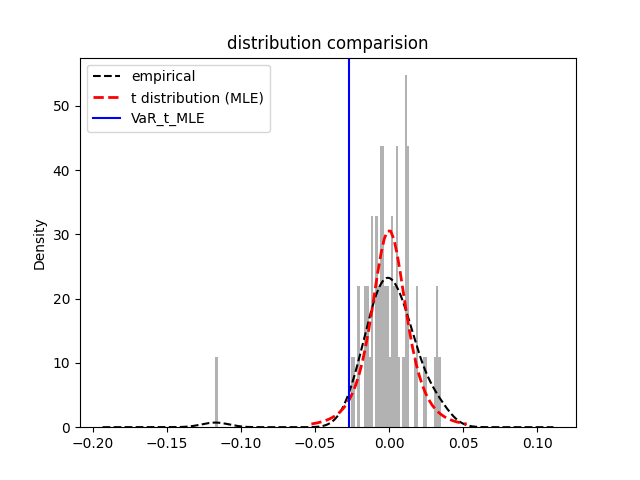 distribution comparision
empirical
t distribution (MLE)
VaR_t_MLE
Density
50
40
30
20
10
0
−0.20 −0.15 −0.10 −0.05 0.00 0.05 0.10